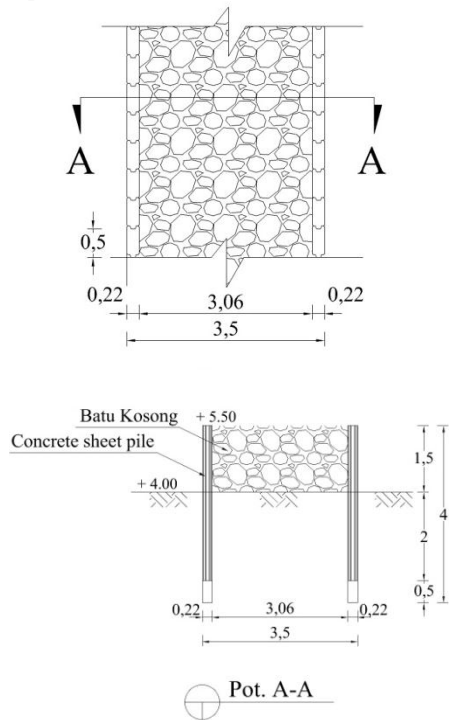 A A
0,5
0,22 3,06 0,22
3,5
Batu Kosong + 5.50
Concrete sheet pile
+ 4.00
1,5
4
2
0,5
0,22 3,06 0,22
3,5
Pot. A-A